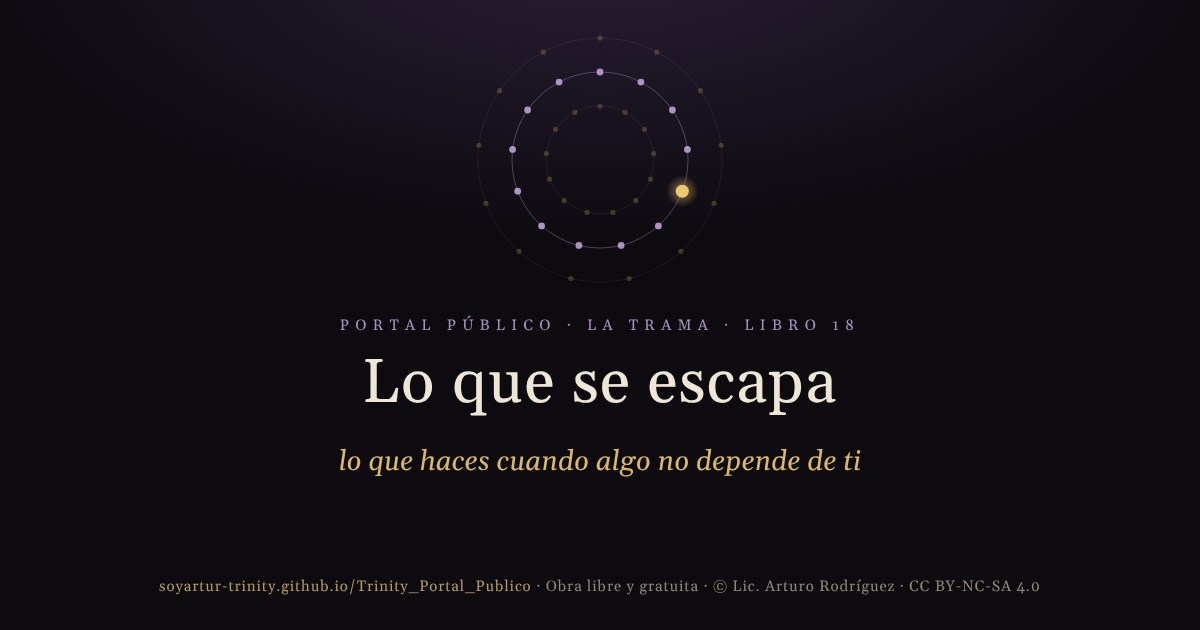 PORTAL PÚBLICO · LA TRAMA · LIBRO 18
Lo que se escapa
lo que haces cuando algo no depende de ti
soyartur-trinity.github.io/Trinity_Portal_Publico · Obra libre y gratuita · © Lic. Arturo Rodríguez · CC BY-NC-SA 4.0